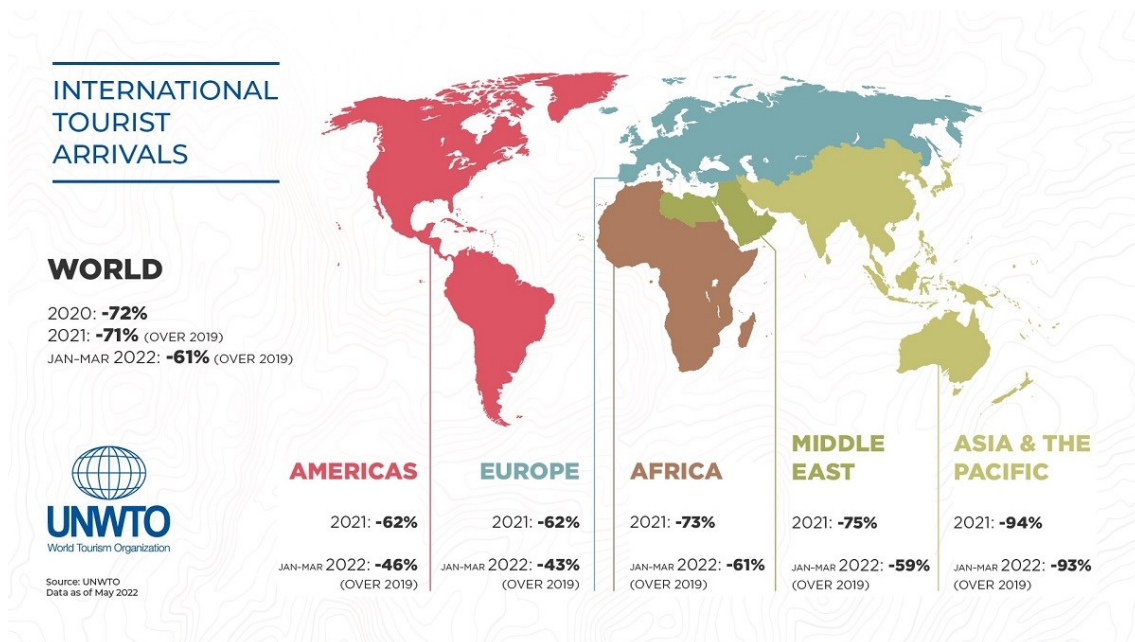 INTERNATIONAL
TOURIST
ARRIVALS
WORLD
2020: -72%
2021: -71% (OVER 2019)
JAN-MAR 2022: -61% (OVER 2019)
UNWTO
World Tourism Organization
Source: UNWTO
Data as of May 2022
AMERICAS
2021: -62%
JAN-MAR 2022: -46%
(OVER 2019)
EUROPE
2021: -62%
JAN-MAR 2022: -43%
(OVER 2019)
AFRICA
2021: -73%
JAN-MAR 2022: -61%
(OVER 2019)
MIDDLE
EAST
2021: -75%
JAN-MAR 2022: -59%
(OVER 2019)
ASIA & THE
PACIFIC
2021: -94%
JAN-MAR 2022: -93%
(OVER 2019)